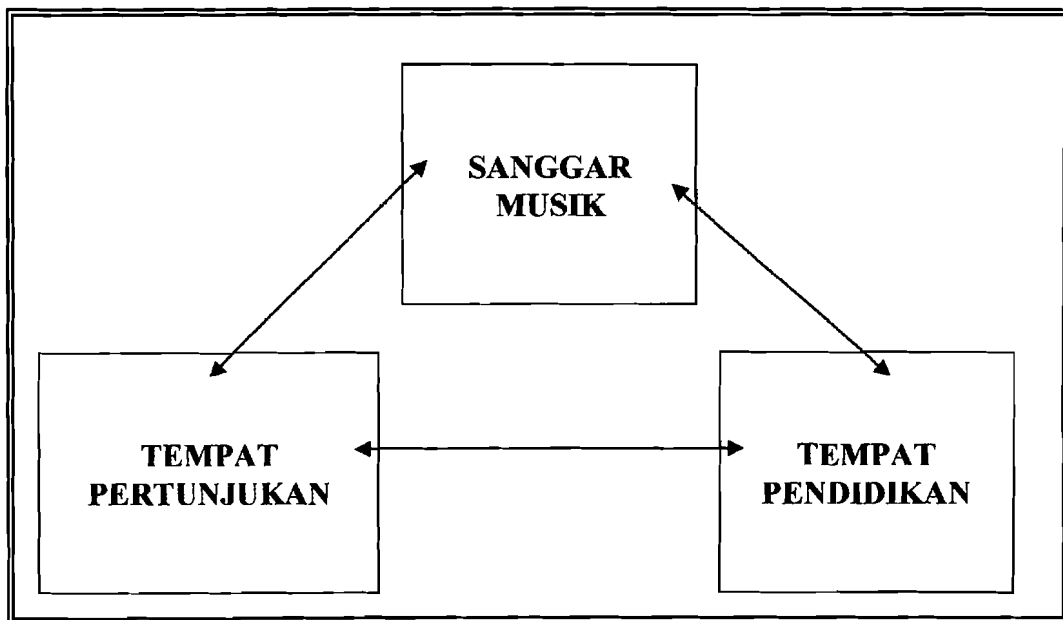 SANGGAR
MUSIK
TEMPAT
PERTUNJUKAN
TEMPAT
PENDIDIKAN